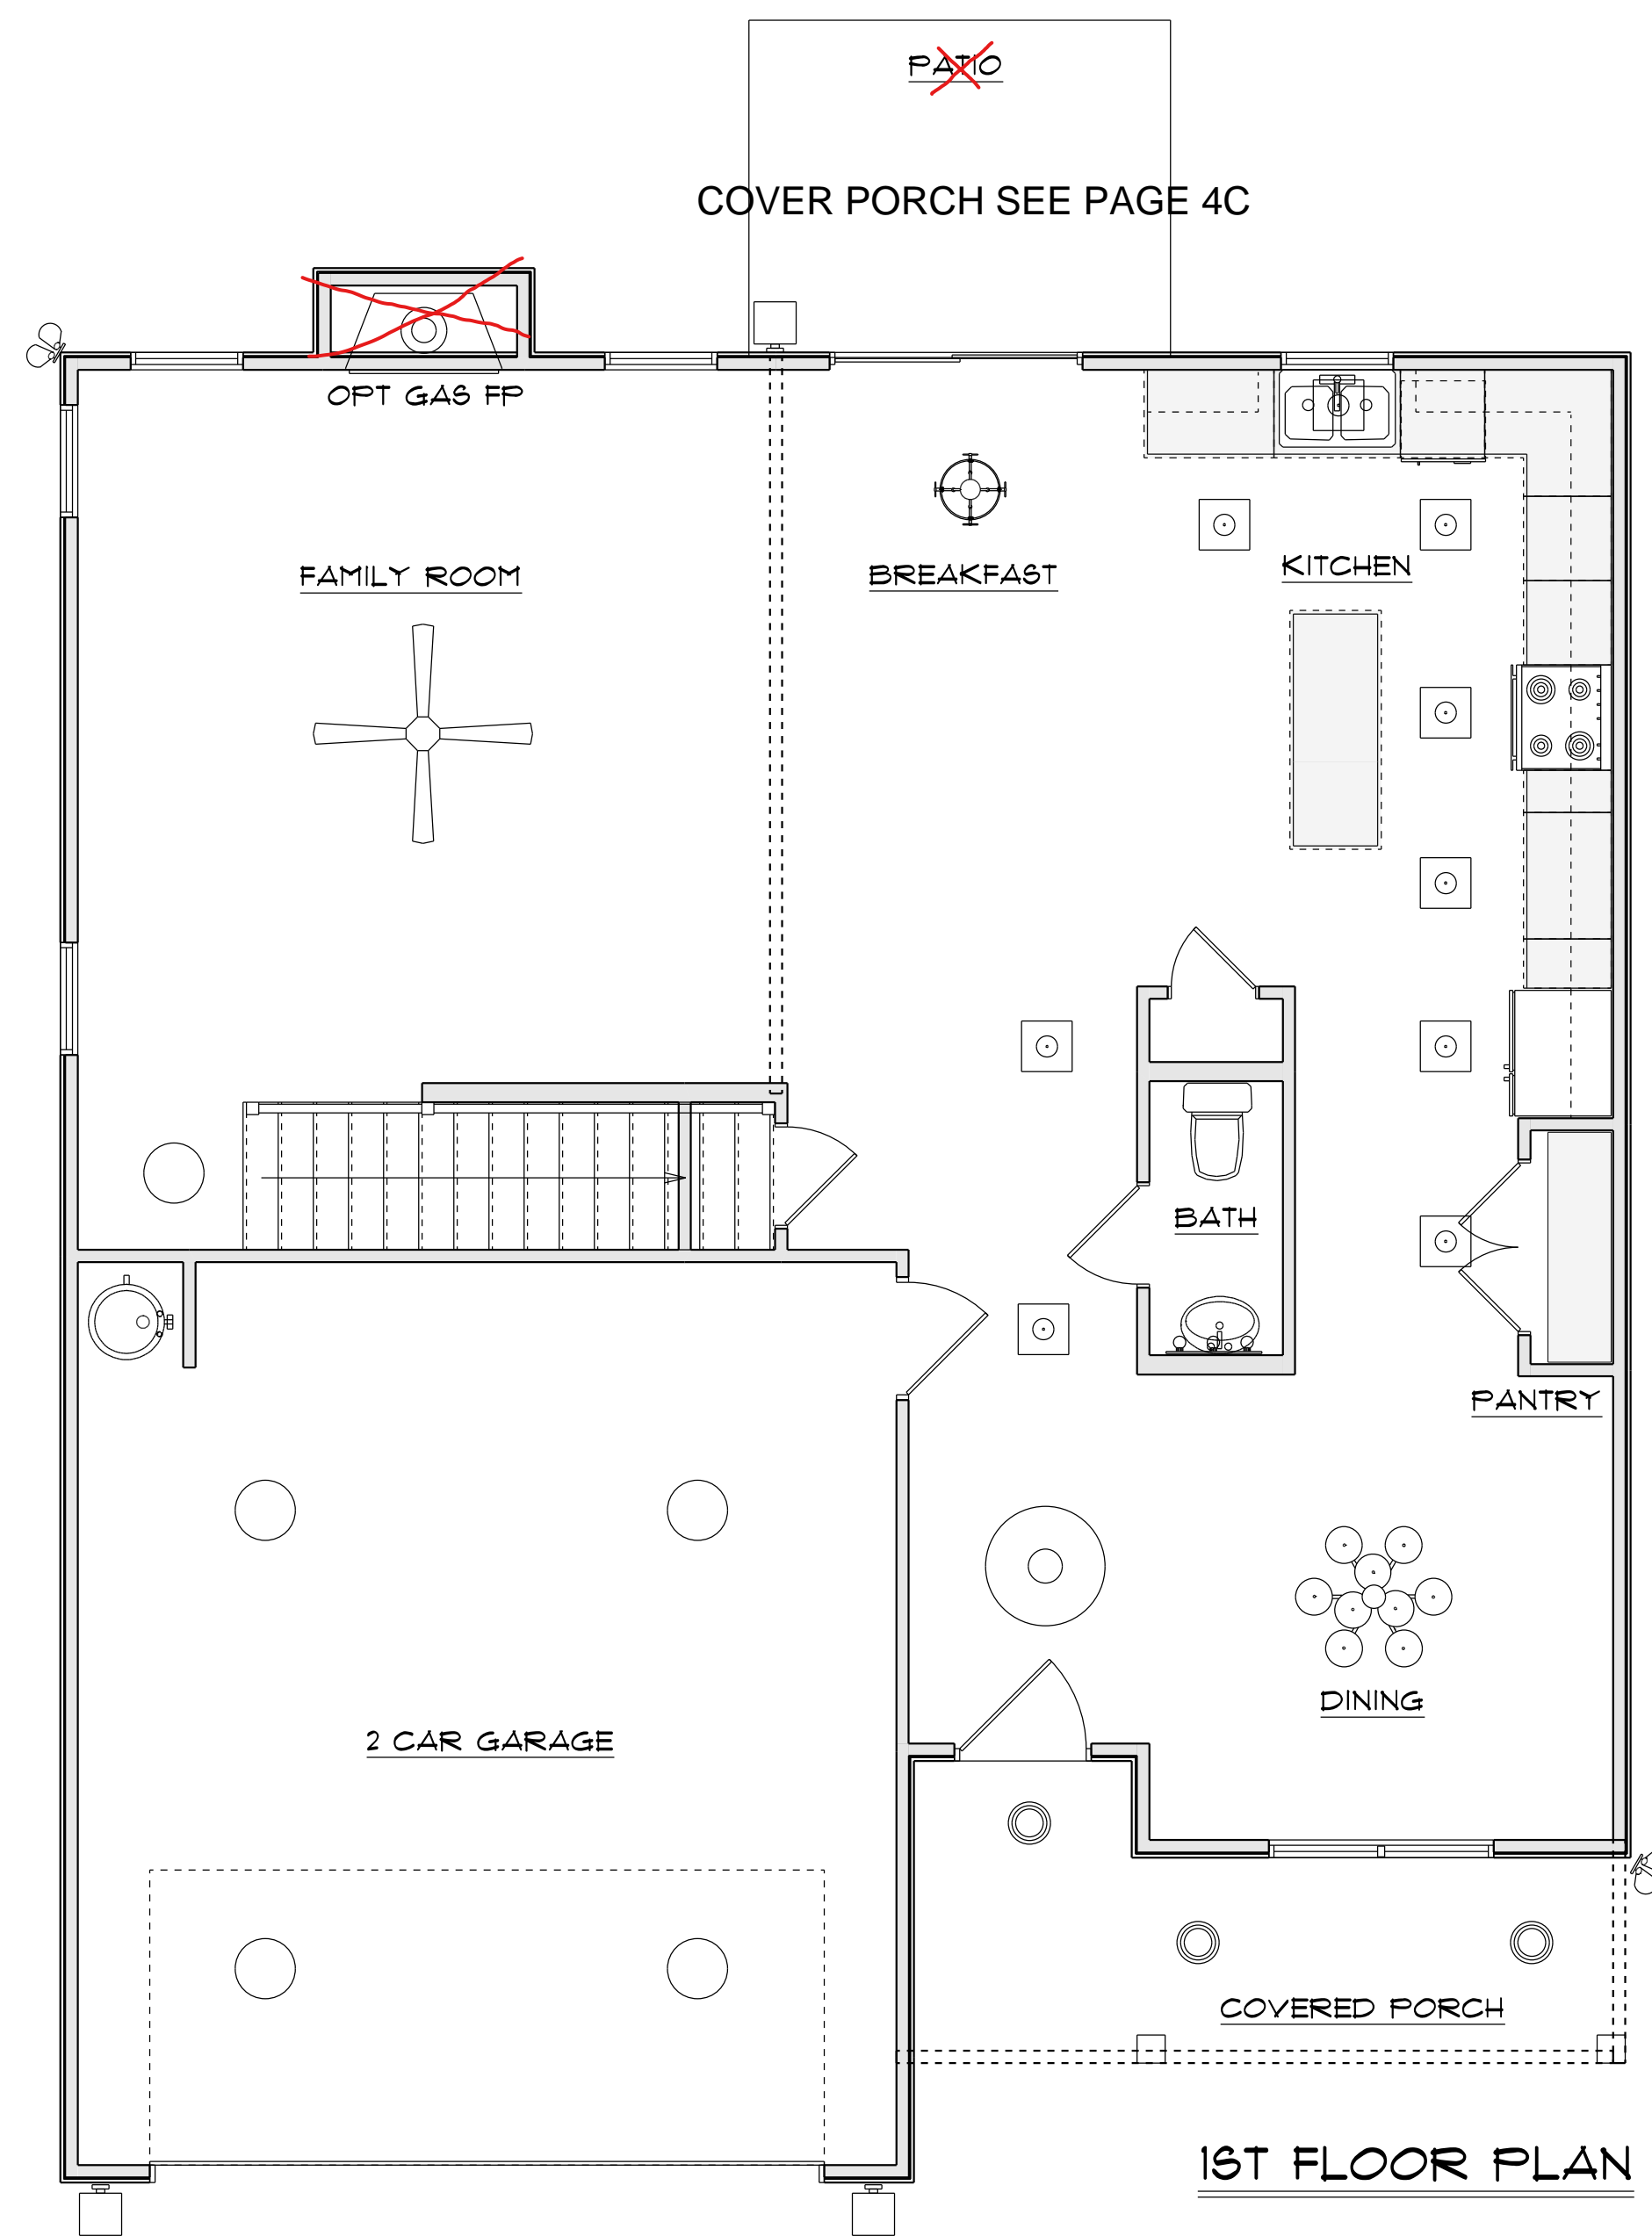 PATIO
COVER PORCH SEE PAGE 4C
OPT GAS FP
FAMILY ROOM
BREAKFAST
KITCHEN
BATH
PANTRY
DINING
2 CAR GARAGE
COVERED PORCH
1ST FLOOR PLAN